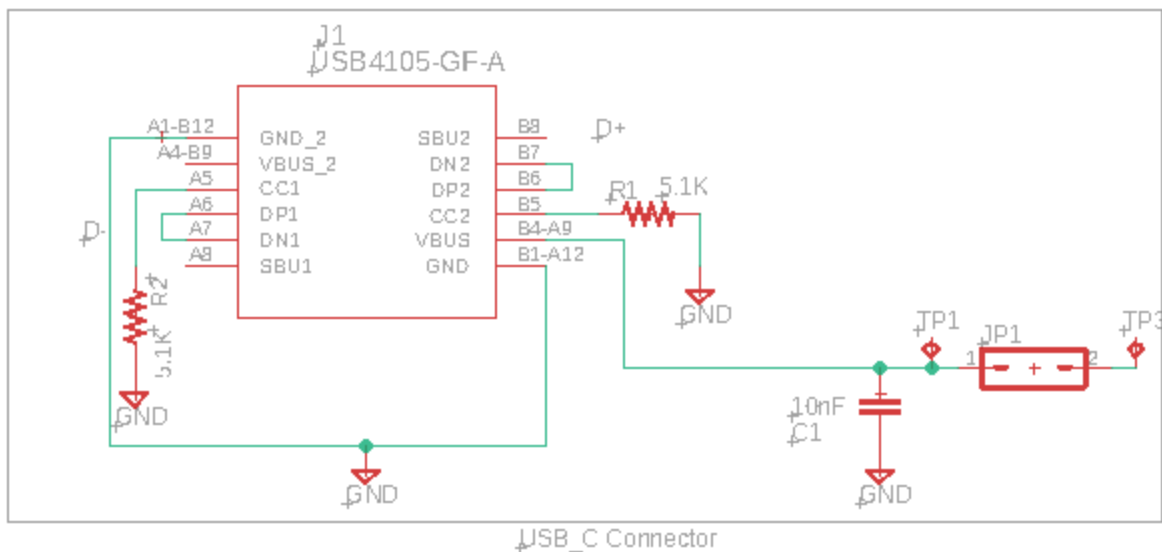 J1
USB4105-GF-A
A1-B12 GND_2 SBU2 B8 D+
A4-B9 VBUS_2 DN2 B7
A5 CC1 DP2 B6 R1 5.1K
A6 DP1 CC2 B5
D- A7 DN1 VBUS B4-A9
A8 SBU1 GND B1-A12
R2
5.1K
GND
TP1 JP1 TP3
1 2
10nF
C1
GND
GND
GND
USB_C Connector